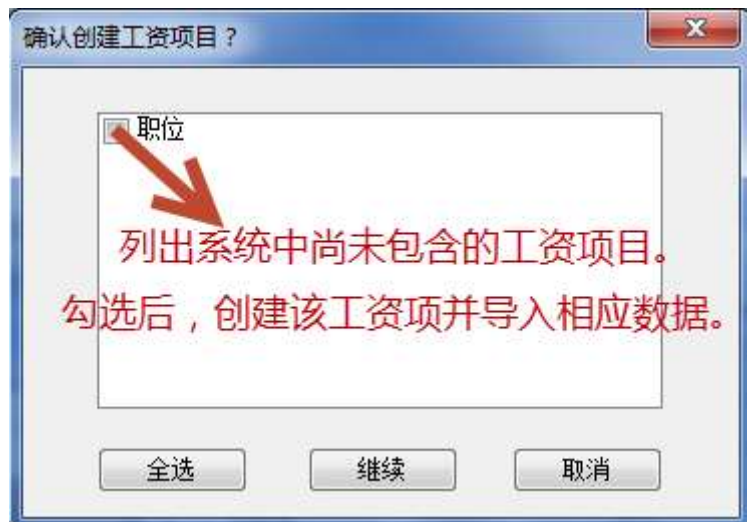 确认创建工资项目？
职位
列出系统中尚未包含的工资项目。
勾选后，创建该工资项并导入相应数据。
全选 继续 取消